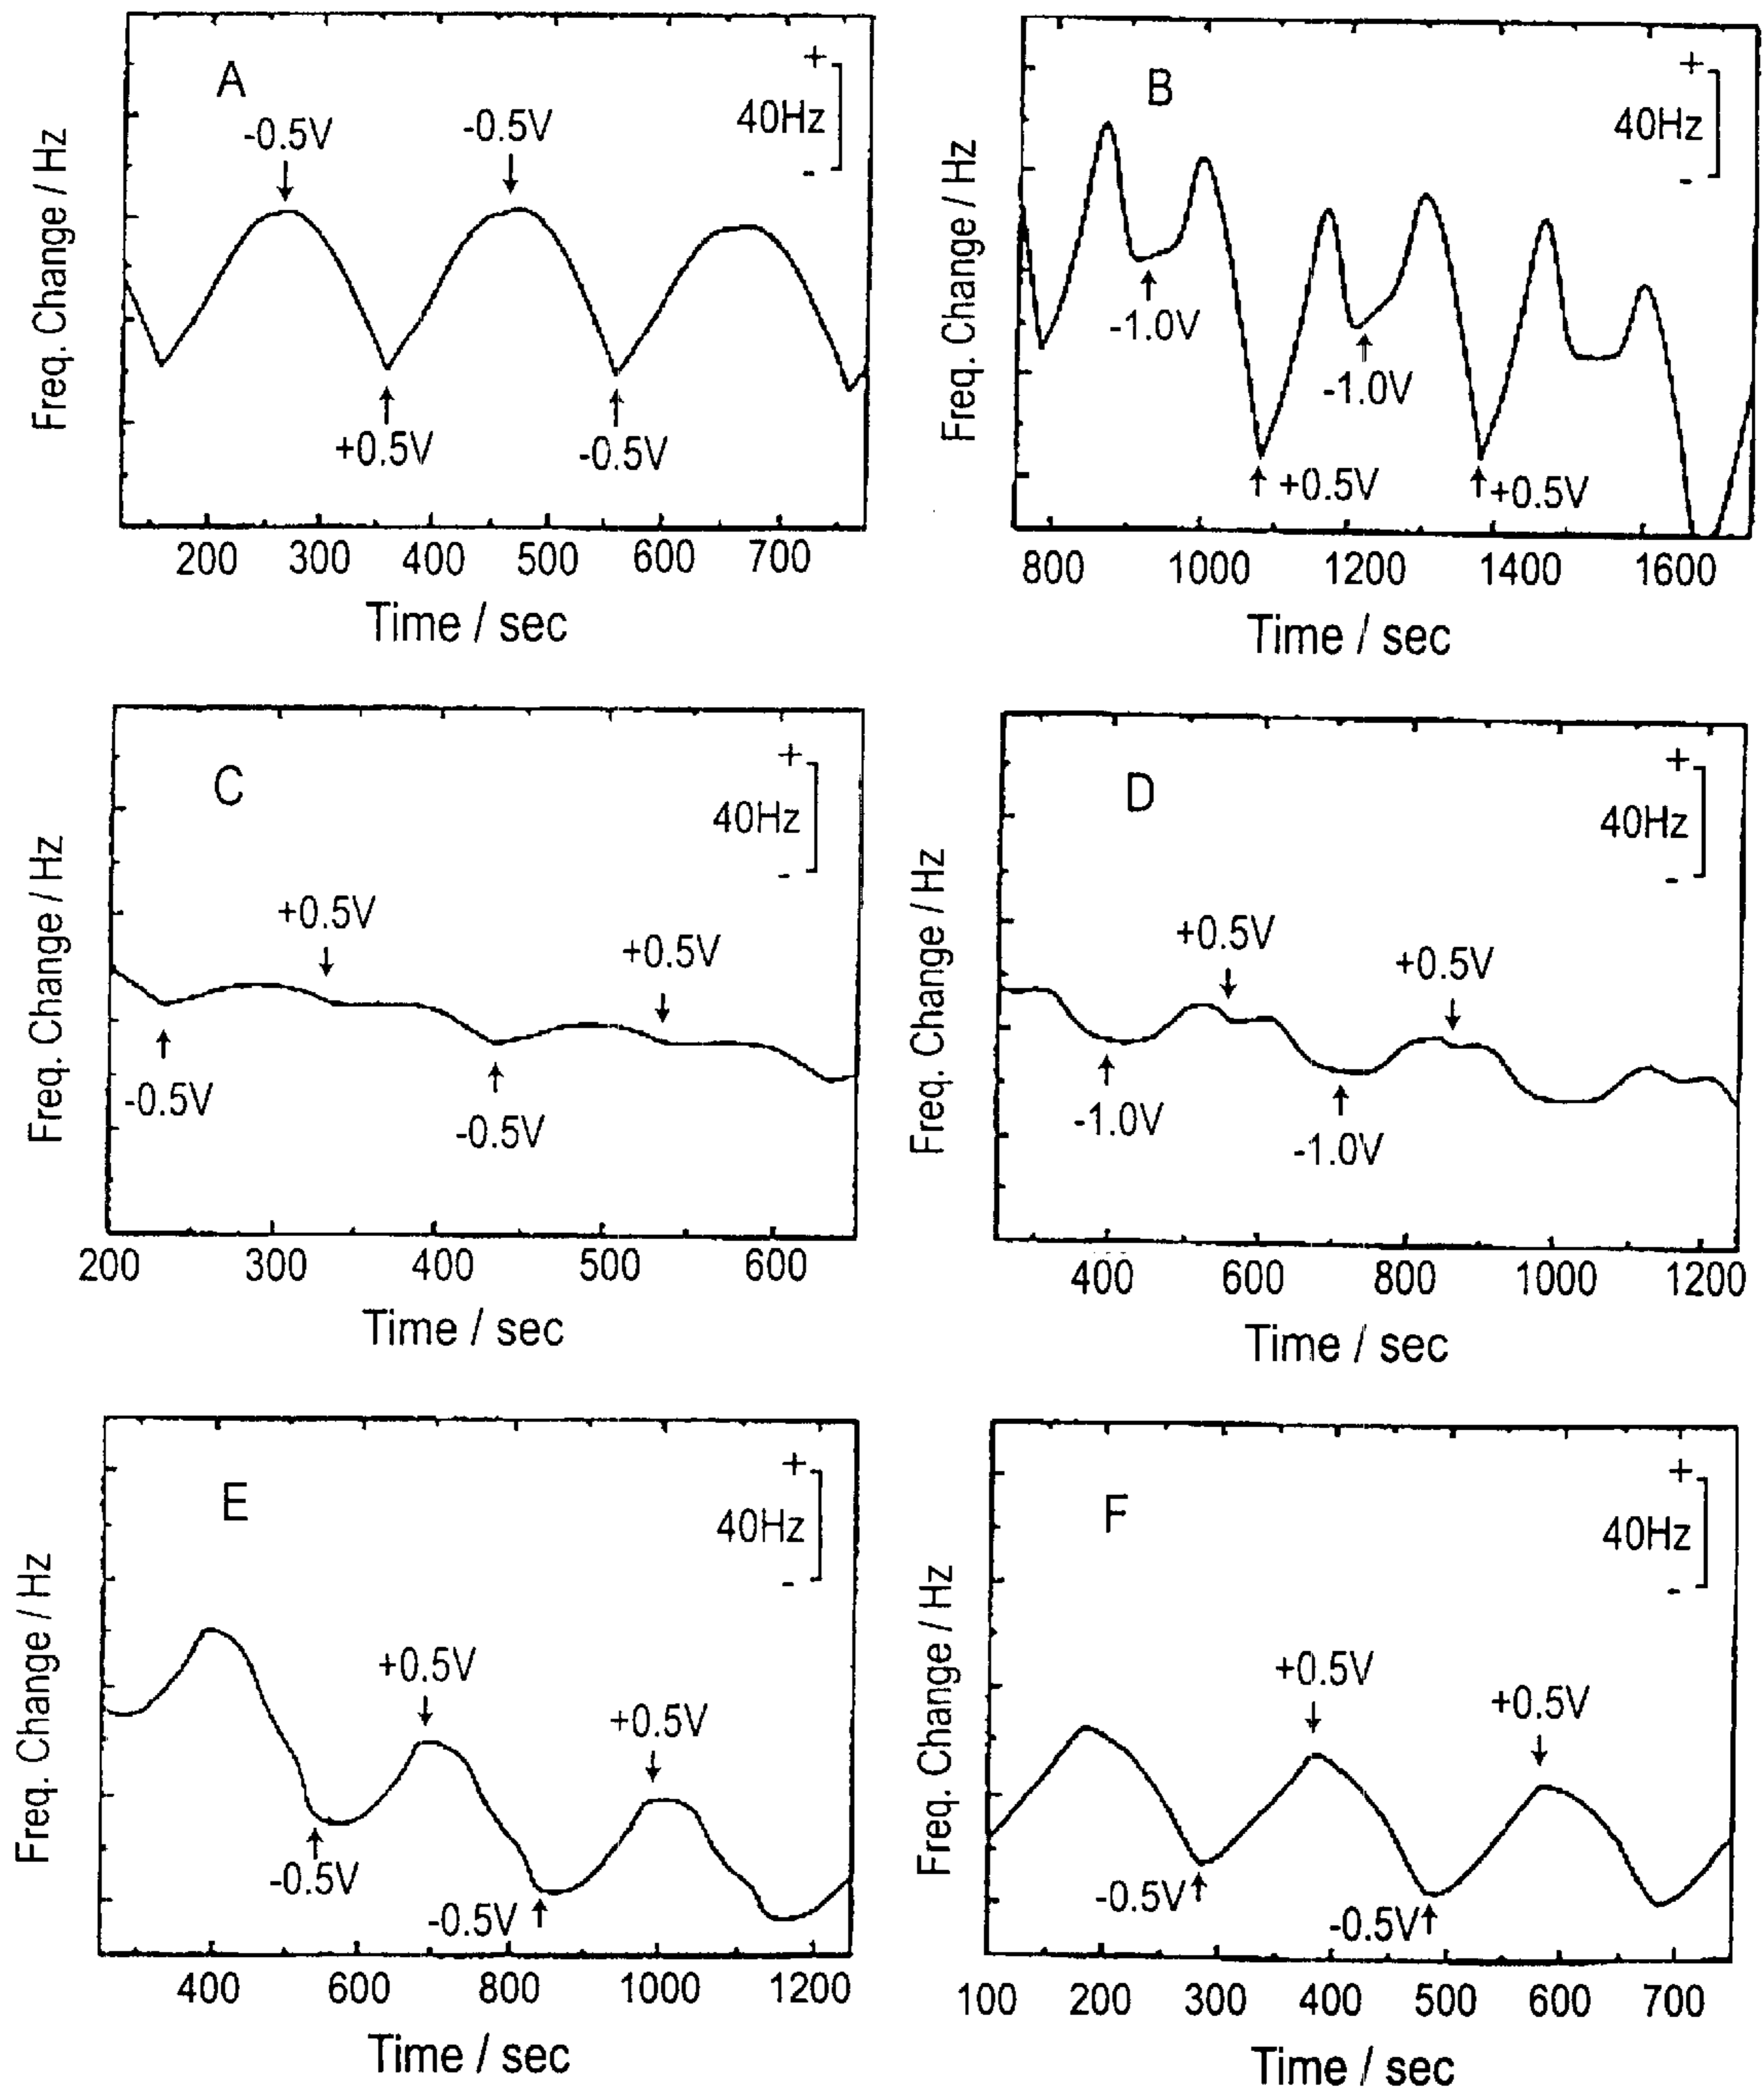 A
-0.5V
-0.5V
+
40Hz
-
+0.5V
-0.5V
Freq. Change / Hz
200 300 400 500 600 700
Time / sec
B
+
40Hz
-
-1.0V
-1.0V
+0.5V
+0.5V
Freq. Change / Hz
800 1000 1200 1400 1600
Time / sec
C
+
40Hz
-
+0.5V
+0.5V
-0.5V
-0.5V
Freq. Change / Hz
200 300 400 500 600
Time / sec
D
+
40Hz
-
+0.5V
+0.5V
-1.0V
-1.0V
Freq. Change / Hz
400 600 800 1000 1200
Time / sec
E
+
40Hz
-
+0.5V
+0.5V
-0.5V
-0.5V
Freq. Change / Hz
400 600 800 1000 1200
Time / sec
F
+
40Hz
-
+0.5V
+0.5V
-0.5V
-0.5V
Freq. Change / Hz
100 200 300 400 500 600 700
Time / sec